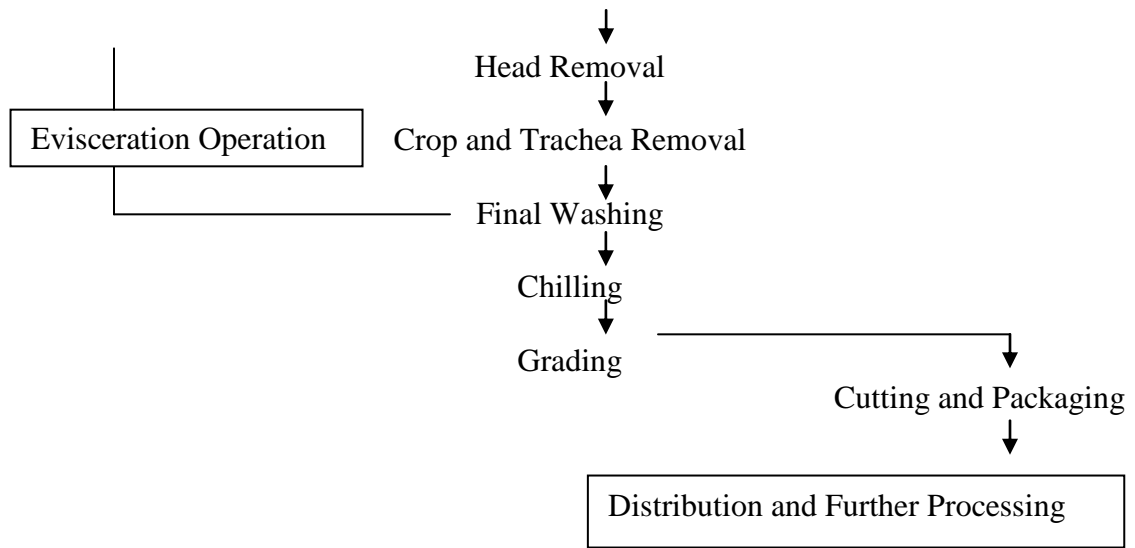 Head Removal
Evisceration Operation
Crop and Trachea Removal
Final Washing
Chilling
Grading
Cutting and Packaging
Distribution and Further Processing